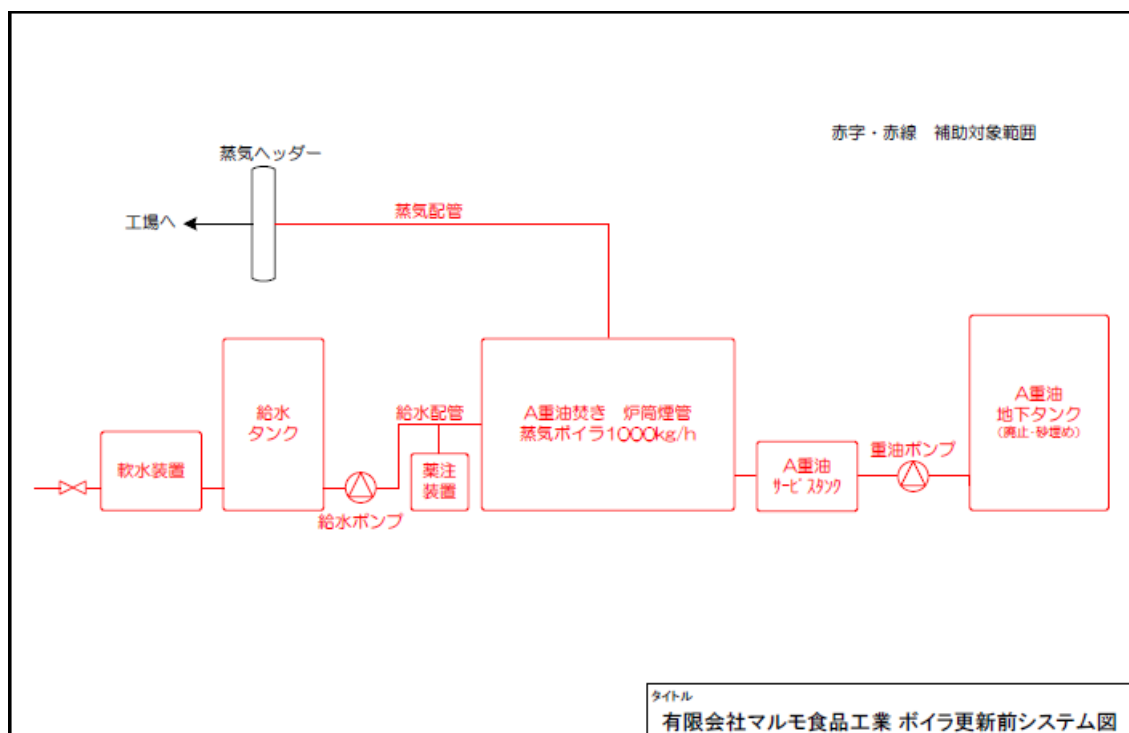 赤字・赤線 補助対象範囲
蒸気ヘッダー
工場へ
蒸気配管
軟水装置
給水
タンク
給水ポンプ
給水配管
薬注
装置
A重油焚き 炉筒煙管
蒸気ボイラ1000kg/h
A重油
ｻｰﾋﾞｽﾀﾝｸ
重油ポンプ
A重油
地下タンク
(廃止・砂埋め)
タイトル
有限会社マルモ食品工業 ボイラ更新前システム図